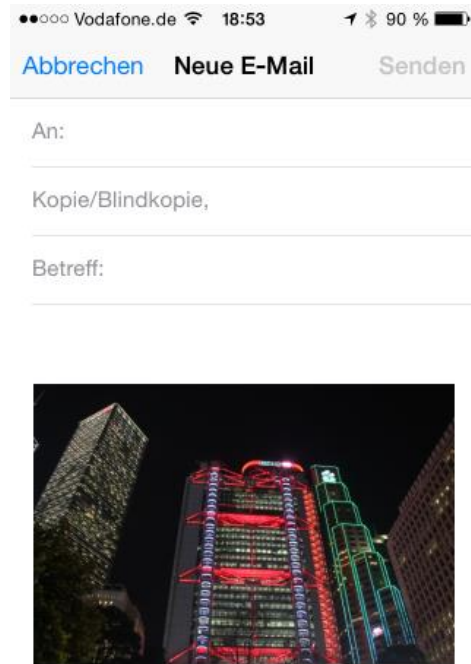 Vodafone.de 18:53 90 %
Abbrechen Neue E-Mail Senden
An:
Kopie/Blindkopie,
Betreff: